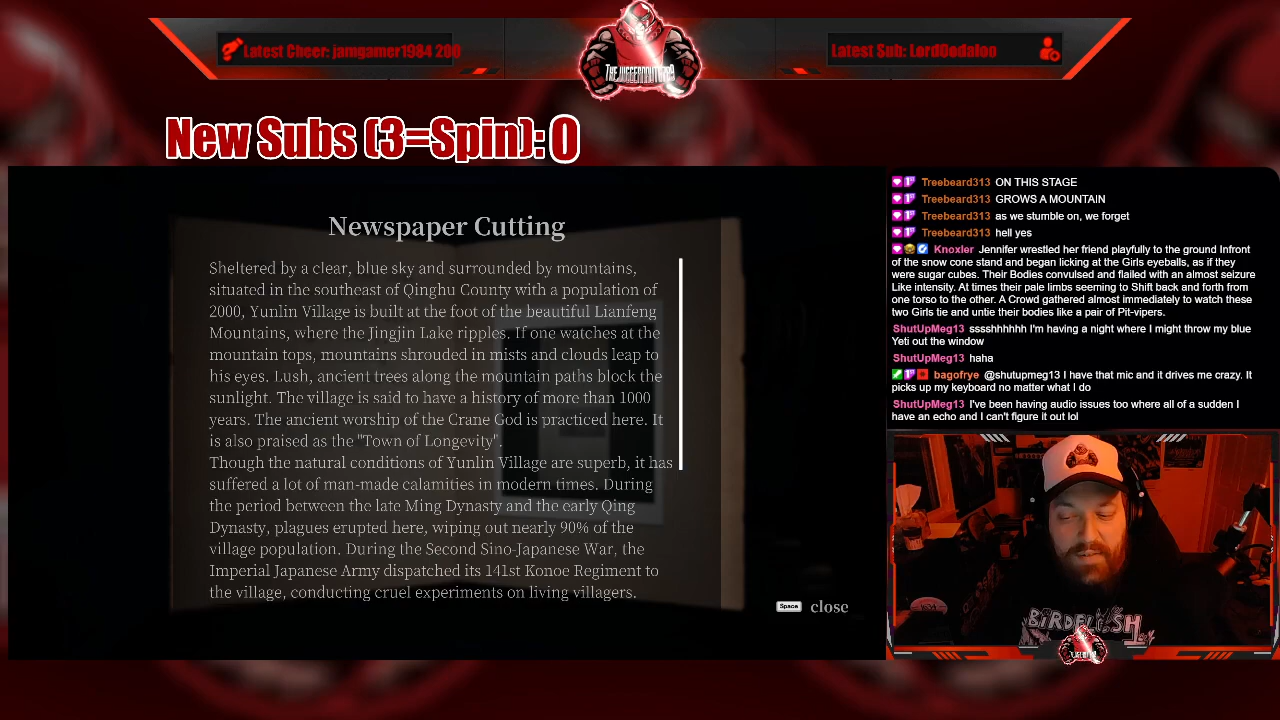 Latest Cheer: jamgamer1984 200
Latest Sub: LordOodaloo
New Subs (3=Spin): 0
Newspaper Cutting
Sheltered by a clear, blue sky and surrounded by mountains,
situated in the southeast of Qinghu County with a population of
2000, Yunlin Village is built at the foot of the beautiful Lianfeng
Mountains, where the Jingjin Lake ripples. If one watches at the
mountain tops, mountains shrouded in mists and clouds leap to
his eyes. Lush, ancient trees along the mountain paths block the
sunlight. The village is said to have a history of more than 1000
years. The ancient worship of the Crane God is practiced here. It
is also praised as the "Town of Longevity".
Though the natural conditions of Yunlin Village are superb, it has
suffered a lot of man-made calamities in modern times. During
the period between the late Ming Dynasty and the early Qing
Dynasty, plagues erupted here, wiping out nearly 90% of the
village population. During the Second Sino-Japanese War, the
Imperial Japanese Army dispatched its 141st Konoe Regiment to
the village, conducting cruel experiments on living villagers.
Space close
Treebeard313 ON THIS STAGE
Treebeard313 GROWS A MOUNTAIN
Treebeard313 as we stumble on, we forget
Treebeard313 hell yes
Knoxler Jennifer wrestled her friend playfully to the ground Infront
of the snow cone stand and began licking at the Girls eyeballs, as if they
were sugar cubes. Their Bodies convulsed and flailed with an almost seizure
Like intensity. At times their pale limbs seeming to Shift back and forth from
one torso to the other. A Crowd gathered almost immediately to watch these
two Girls tie and untie their bodies like a pair of Pit-vipers.
ShutUpMeg13 sssshhhhhh I'm having a night where I might throw my blue
Yeti out the window
ShutUpMeg13 haha
bagofrye @shutupmeg13 I have that mic and it drives me crazy. It
picks up my keyboard no matter what I do
ShutUpMeg13 I've been having audio issues too where all of a sudden I
have an echo and I can't figure it out lol